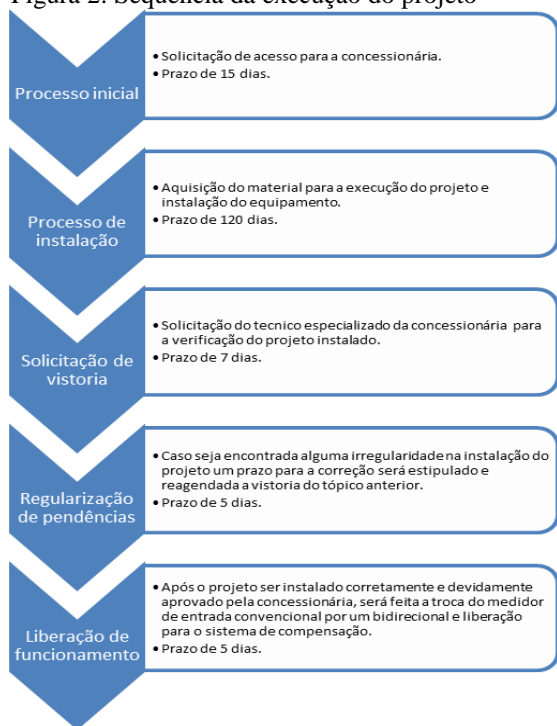 Figura 2: Sequência da execução do projeto
Processo inicial
• Solicitação de acesso para a concessionária.
• Prazo de 15 dias.
Processo de
instalação
• Aquisição do material para a execução do projeto e
instalação do equipamento.
• Prazo de 120 dias.
Solicitação de
vistoria
• Solicitação do tecnico especializado da concessionária para
a verificação do projeto instalado.
• Prazo de 7 dias.
Regularização
de pendências
• Caso seja encontrada alguma irregularidade na instalação do
projeto um prazo para a correção será estipulado e
reagendada a vistoria do tópico anterior.
• Prazo de 5 dias.
Liberação de
funcionamento
• Após o projeto ser instalado corretamente e devidamente
aprovado pela concessionária, será feita a troca do medidor
de entrada convencional por um bidirecional e liberação
para o sistema de compensação.
• Prazo de 5 dias.